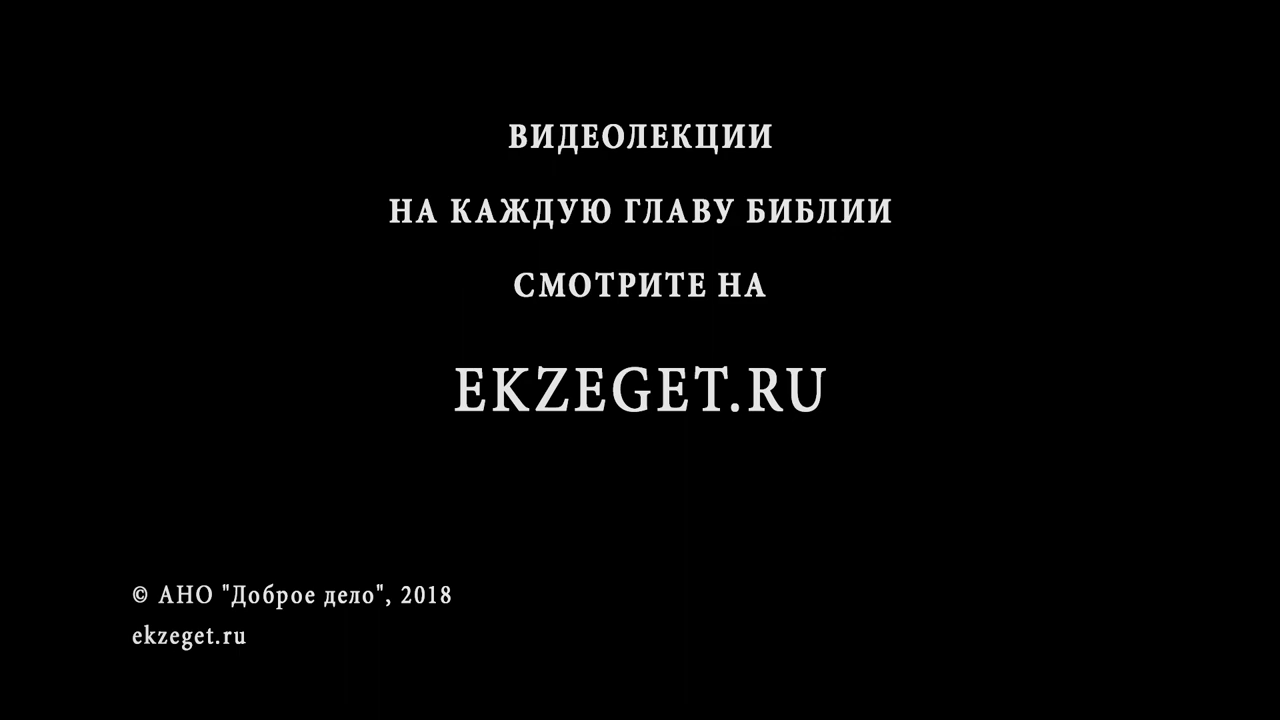 ВИДЕОЛЕКЦИИ
НА КАЖДУЮ ГЛАВУ БИБЛИИ
СМОТРИТЕ НА
EKZEGET.RU
© АНО "Доброе дело", 2018
ekzeget.ru